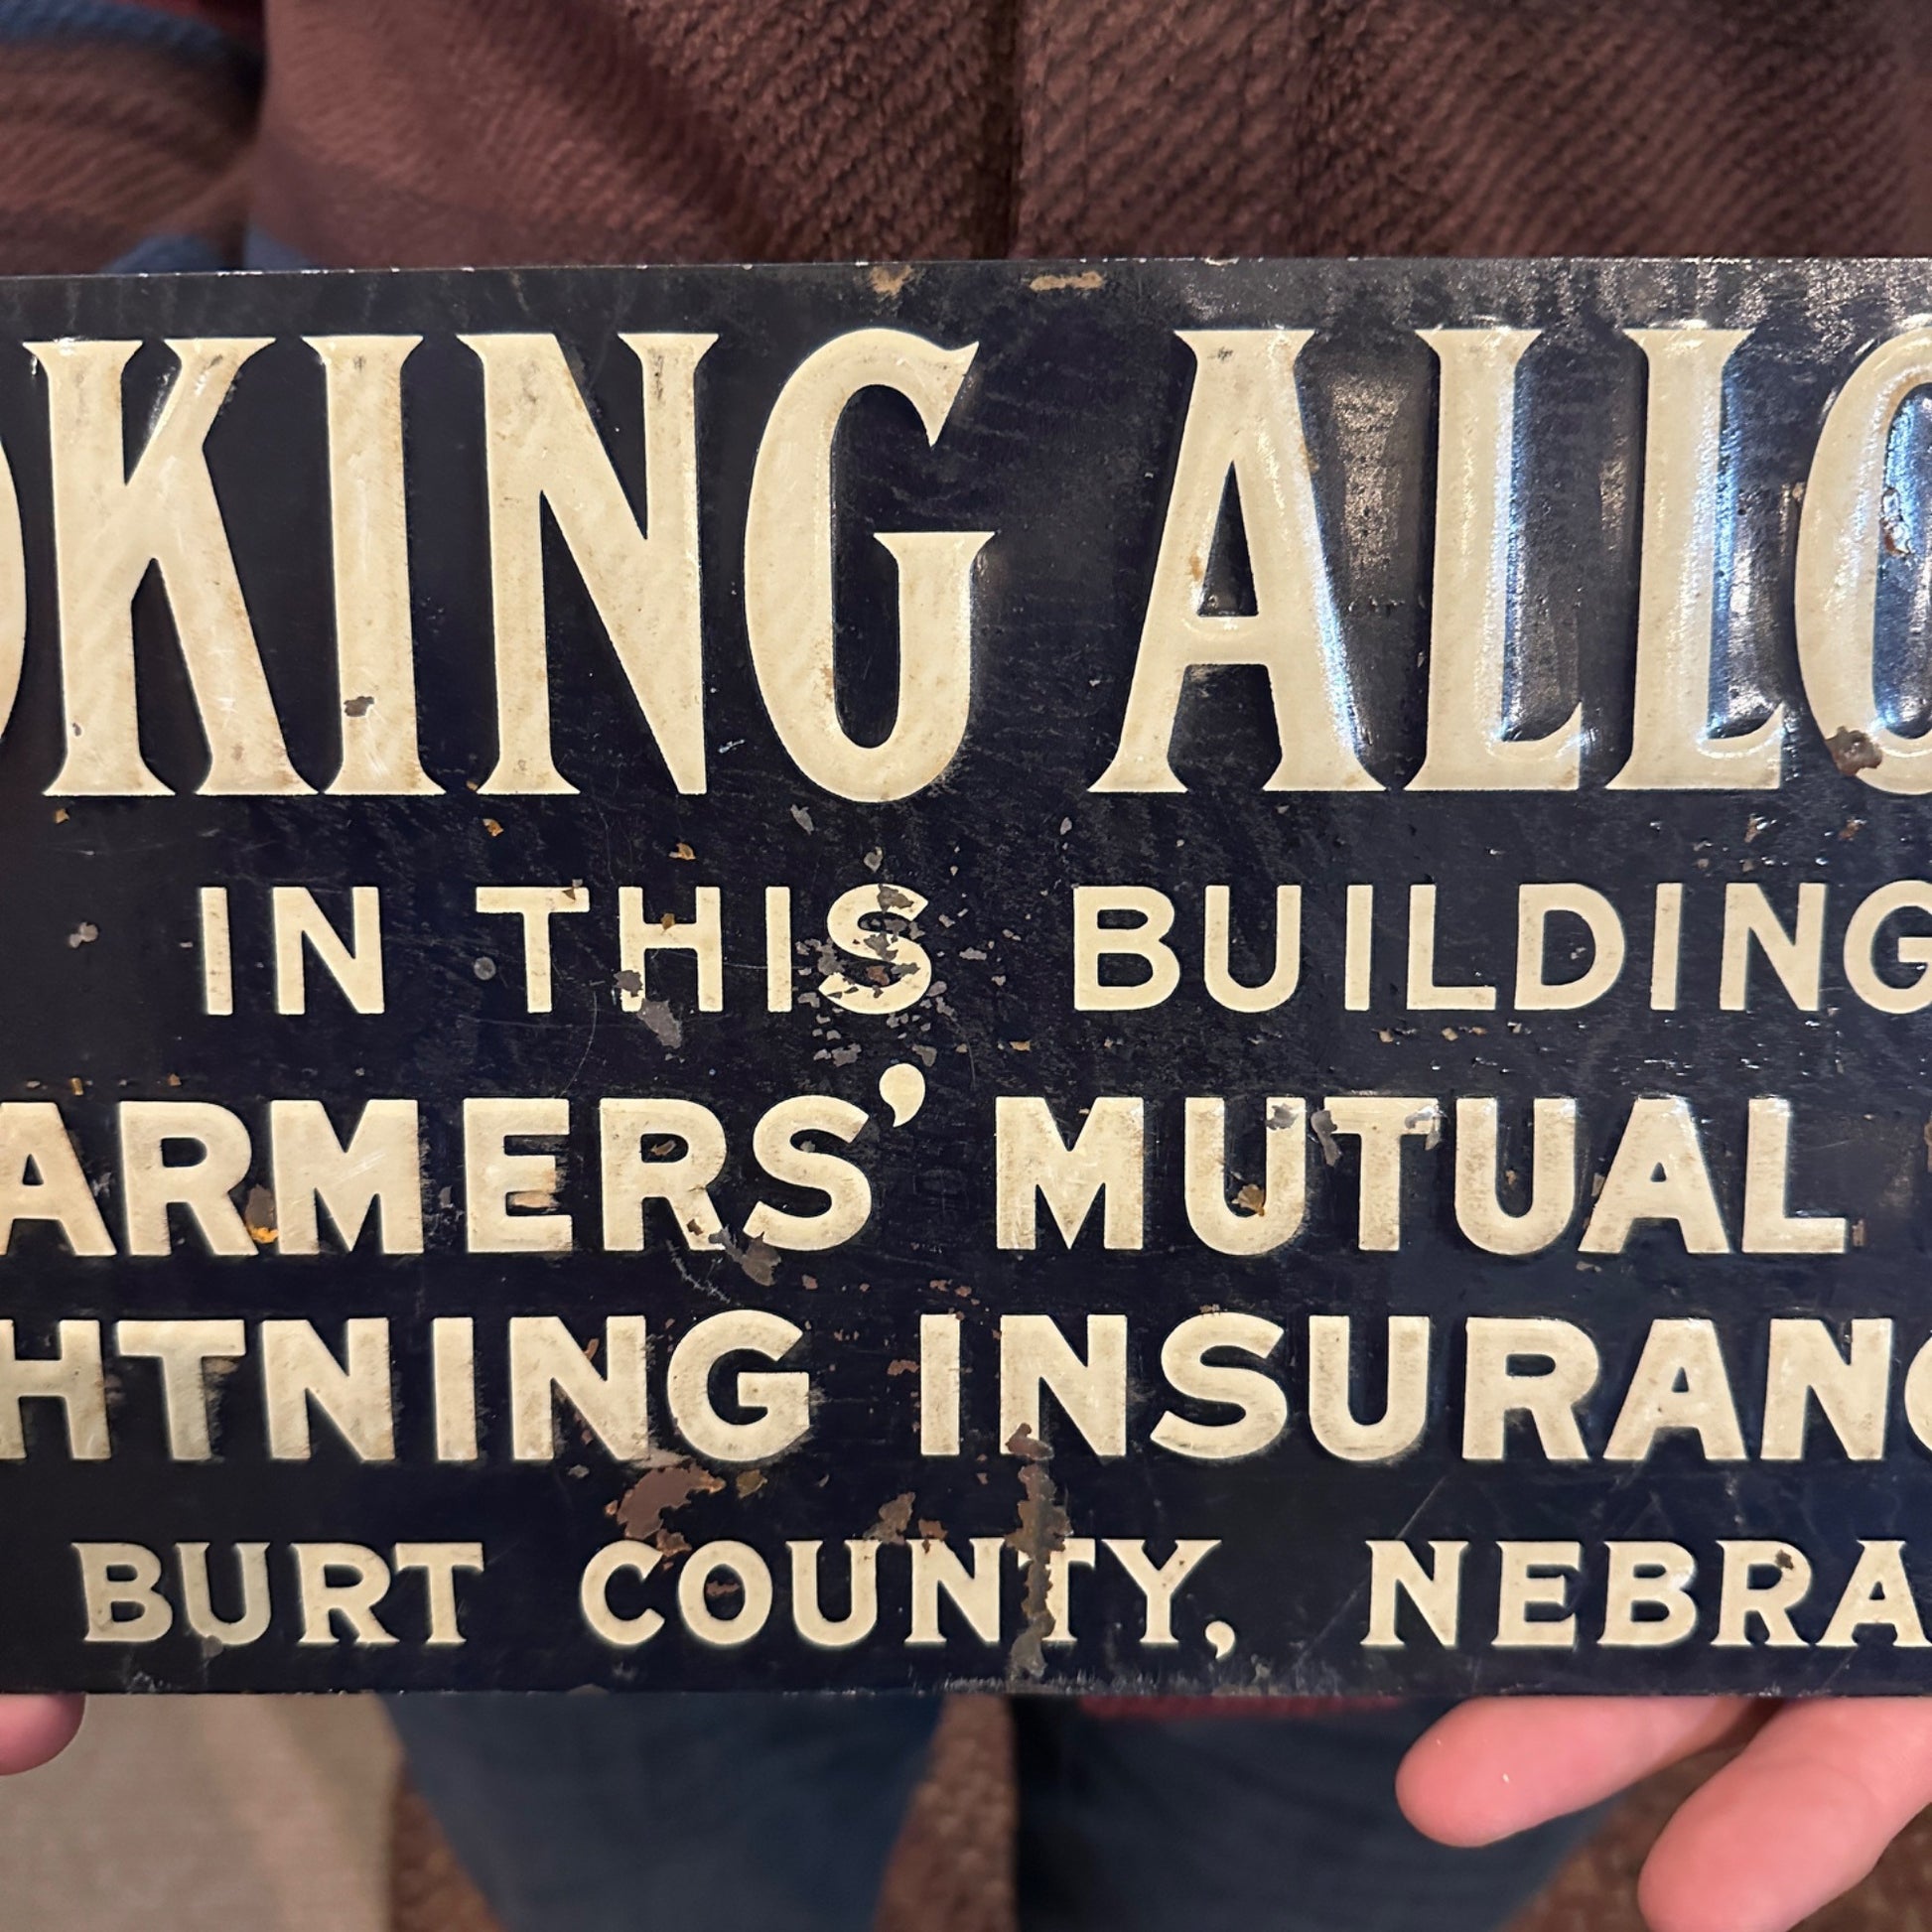 OKING ALLO
IN THIS BUILDING
ARMERS' MUTUAL
HTNING INSURANC
BURT COUNTY, NEBRA